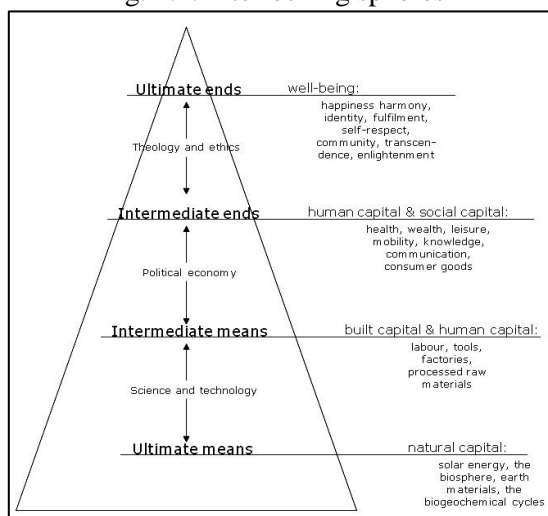 Ultimate ends
well-being:
happiness harmony,
identity, fulfilment,
self-respect,
community, transcen-
dence, enlightenment
Theology and ethics
Intermediate ends
human capital & social capital:
health, wealth, leisure,
mobility, knowledge,
communication,
consumer goods
Political economy
Intermediate means
built capital & human capital:
labour, tools,
factories,
processed raw
materials
Science and technology
Ultimate means
natural capital:
solar energy, the
biosphere, earth
materials, the
biogeochemical cycles